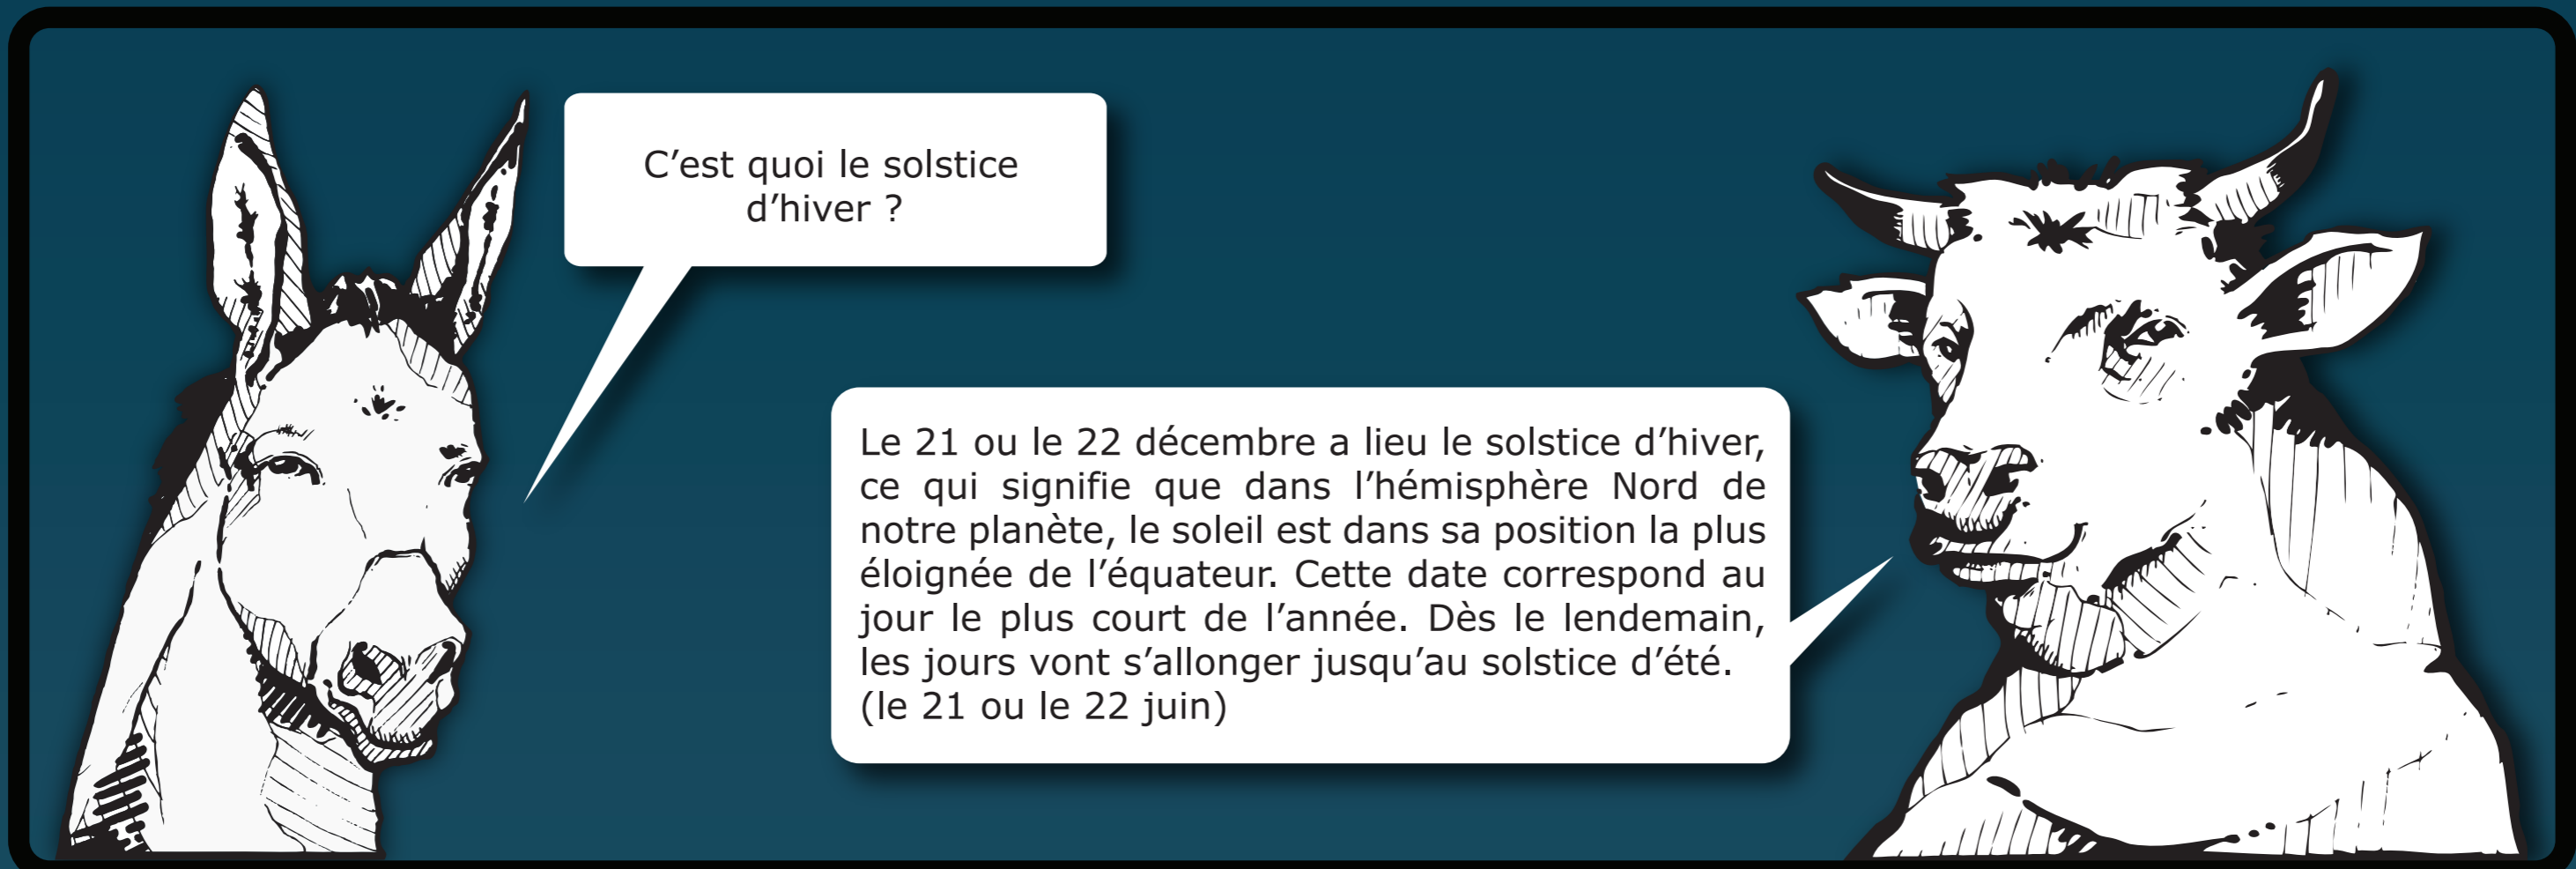 C’est quoi le solstice
d’hiver ?
Le 21 ou le 22 décembre a lieu le solstice d’hiver,
ce qui signifie que dans l’hémisphère Nord de
notre planète, le soleil est dans sa position la plus
éloignée de l’équateur. Cette date correspond au
jour le plus court de l’année. Dès le lendemain,
les jours vont s’allonger jusqu’au solstice d’été.
(le 21 ou le 22 juin)